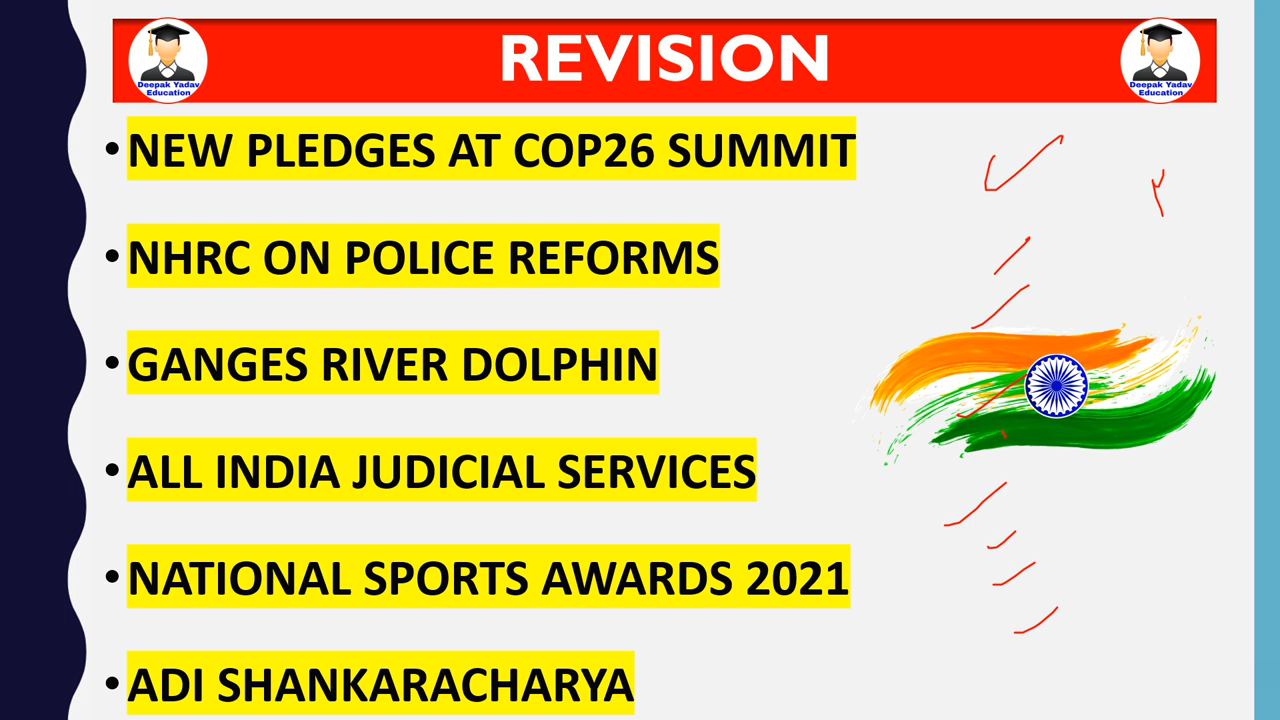 Deepak Yadav
Education
REVISION
Deepak Yadav
Education
• NEW PLEDGES AT COP26 SUMMIT
• NHRC ON POLICE REFORMS
• GANGES RIVER DOLPHIN
• ALL INDIA JUDICIAL SERVICES
• NATIONAL SPORTS AWARDS 2021
• ADI SHANKARACHARYA